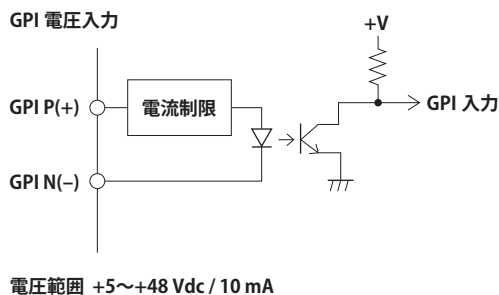 GPI 電圧入力
+V
GPI P(+)
電流制限
GPI 入力
GPI N(−)
電圧範囲 +5〜+48 Vdc / 10 mA